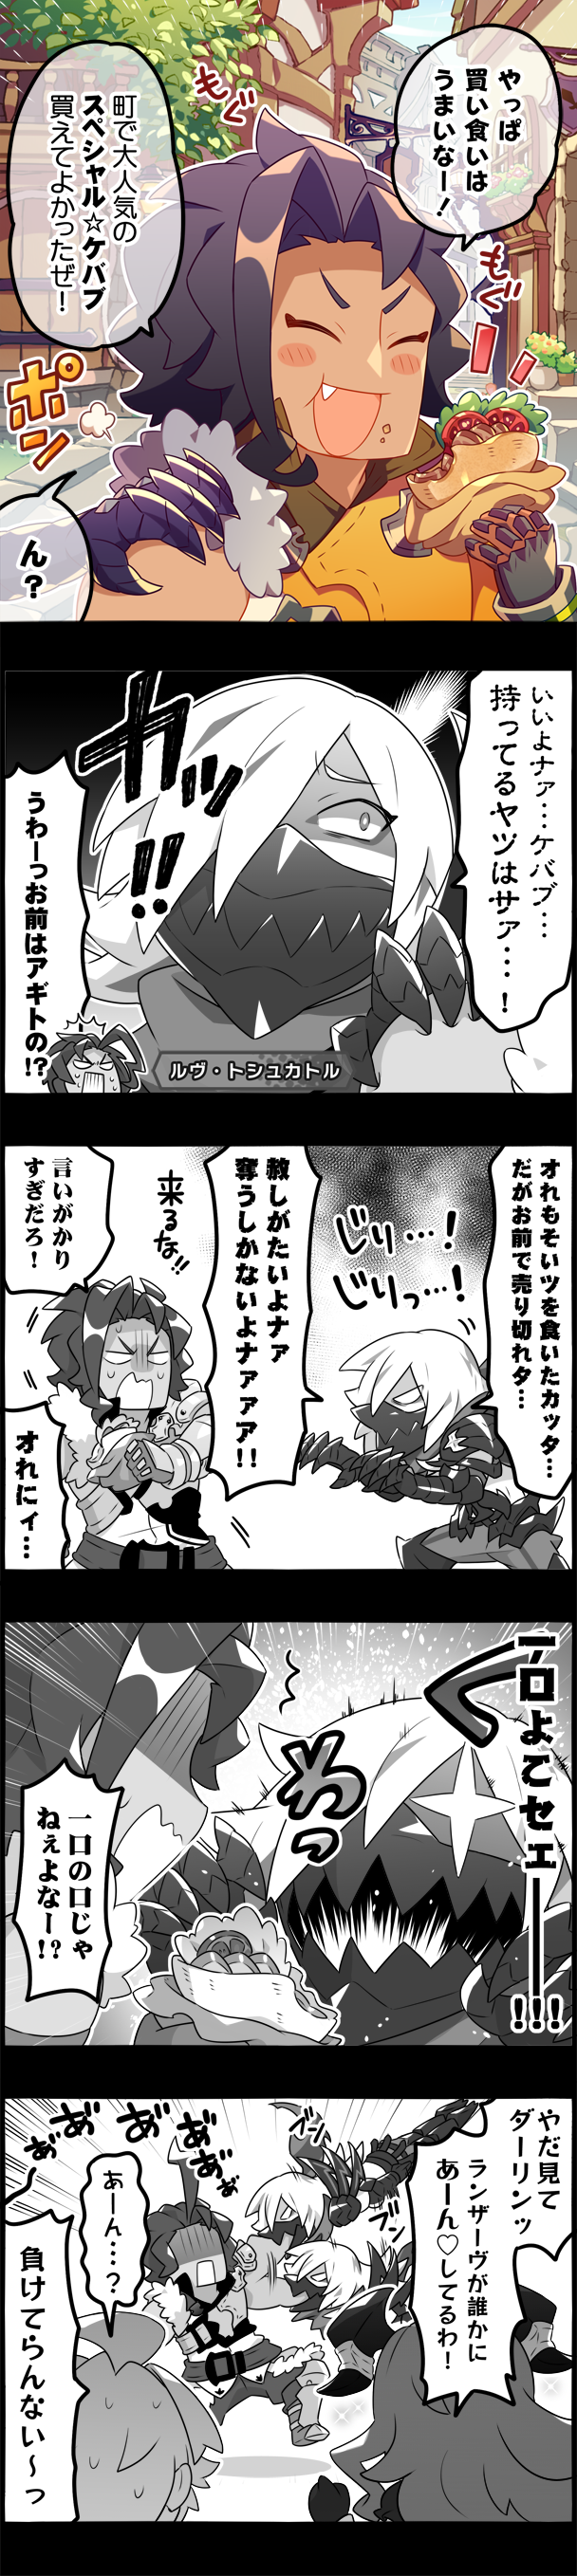 やっぱ
買い食いは
うまいなー！
もぐ
もぐ
町で大人気の
スペシャル☆ケバブ
買えてよかったぜ！
ポン
ん？
いいよナァ…ケバブ…
持ってるヤツはサァ…！
カッ!!
うわーっお前はアギトの!?
ルヴ・トシュカトル
オれもそいツを食いたカッタ…
だがお前で売り切れタ…
じり…！
じりっ…！
赦しがたいよナァ
奪うしかないよナァァァ!!
来るな!!
言いがかり
すぎだろ！
オれにィ…
一口よこセェーー!!!
くわっ
一口の口じゃ
ねぇよなー!?
やだ見て
ダーリンッ
ランザーヴが誰かに
あーん♡してるわ！
ブン
ブン
あ゛あ゛あ゛あ゛あ゛ぁ゛
あーん…？
負けてらんない〜っ